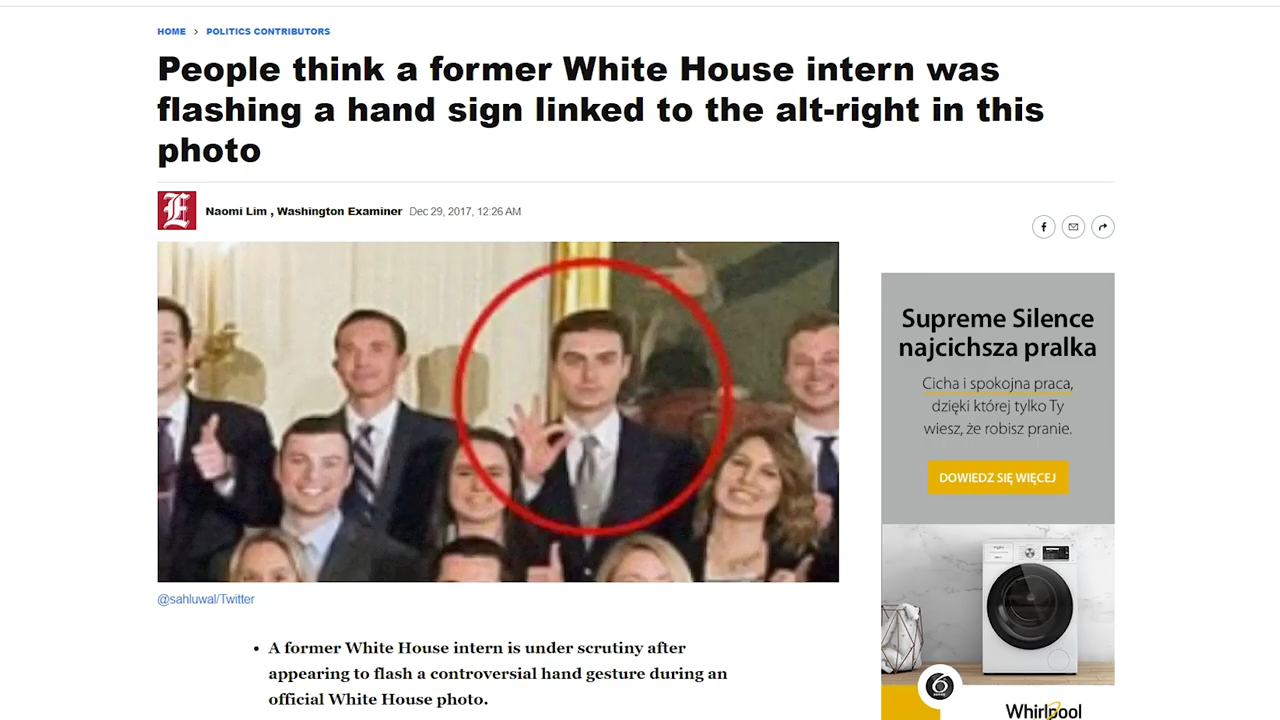 HOME > POLITICS CONTRIBUTORS
People think a former White House intern was
flashing a hand sign linked to the alt-right in this
photo
E
Naomi Lim , Washington Examiner Dec 29, 2017, 12:26 AM
@sahluwal/Twitter
• A former White House intern is under scrutiny after
appearing to flash a controversial hand gesture during an
official White House photo.
Supreme Silence
najcichsza pralka
Cicha i spokojna praca,
dzięki której tylko Ty
wiesz, że robisz pranie.
DOWIEDZ SIĘ WIĘCEJ
6
Whirlpool